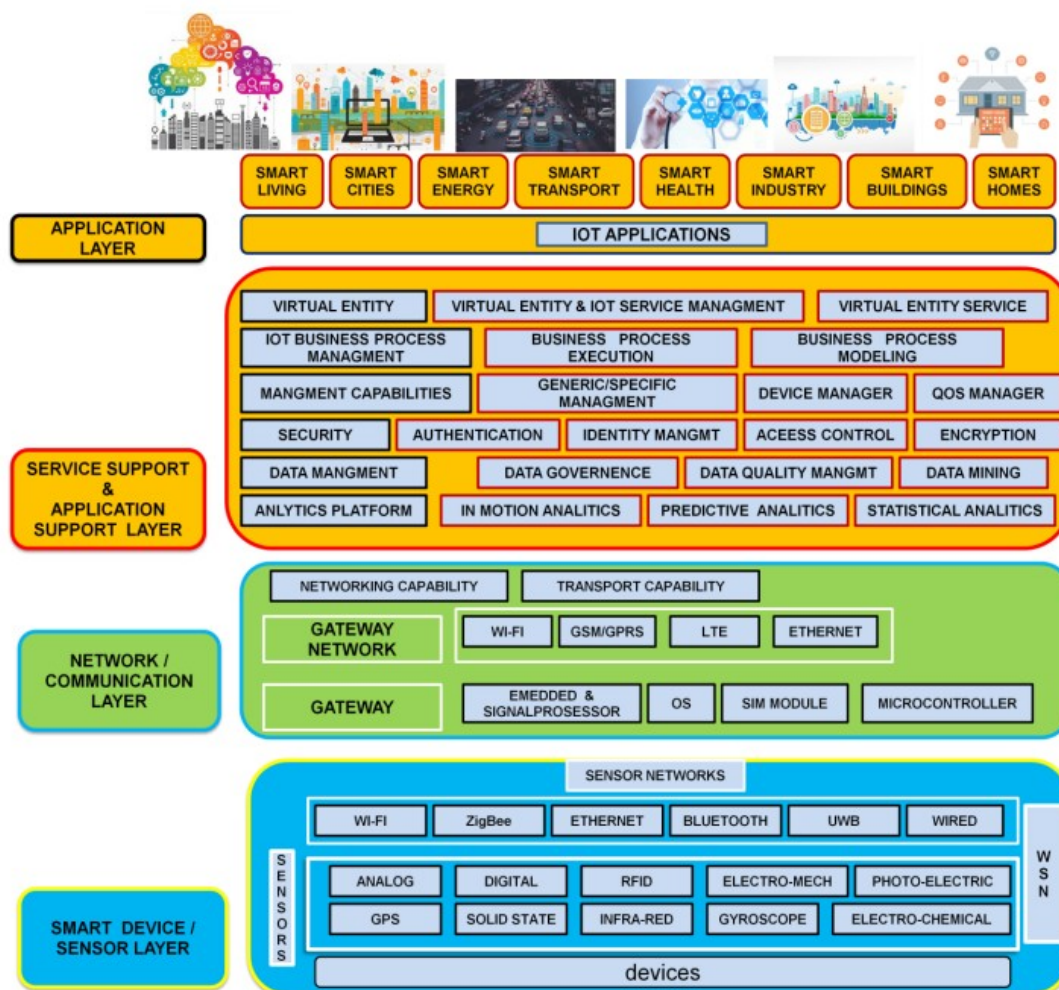 SMART LIVING
SMART CITIES
SMART ENERGY
SMART TRANSPORT
SMART HEALTH
SMART INDUSTRY
SMART BUILDINGS
SMART HOMES
APPLICATION
LAYER
IOT APPLICATIONS
SERVICE SUPPORT
&
APPLICATION
SUPPORT LAYER
VIRTUAL ENTITY
VIRTUAL ENTITY & IOT SERVICE MANAGMENT
VIRTUAL ENTITY SERVICE
IOT BUSINESS PROCESS
MANAGMENT
BUSINESS PROCESS
EXECUTION
BUSINESS PROCESS
MODELING
MANGMENT CAPABILITIES
GENERIC/SPECIFIC
MANAGMENT
DEVICE MANAGER
QOS MANAGER
SECURITY
AUTHENTICATION
IDENTITY MANGMT
ACEESS CONTROL
ENCRYPTION
DATA MANGMENT
DATA GOVERNENCE
DATA QUALITY MANGMT
DATA MINING
ANLYTICS PLATFORM
IN MOTION ANALITICS
PREDICTIVE ANALITICS
STATISTICAL ANALITICS
NETWORK /
COMMUNICATION
LAYER
NETWORKING CAPABILITY
TRANSPORT CAPABILITY
GATEWAY
NETWORK
WI-FI
GSM/GPRS
LTE
ETHERNET
GATEWAY
EMEDDED &
SIGNALPROSESSOR
OS
SIM MODULE
MICROCONTROLLER
SMART DEVICE /
SENSOR LAYER
SENSOR NETWORKS
WI-FI
ZigBee
ETHERNET
BLUETOOTH
UWB
WIRED
SENSORS
ANALOG
DIGITAL
RFID
ELECTRO-MECH
PHOTO-ELECTRIC
GPS
SOLID STATE
INFRA-RED
GYROSCOPE
ELECTRO-CHEMICAL
WSN
devices